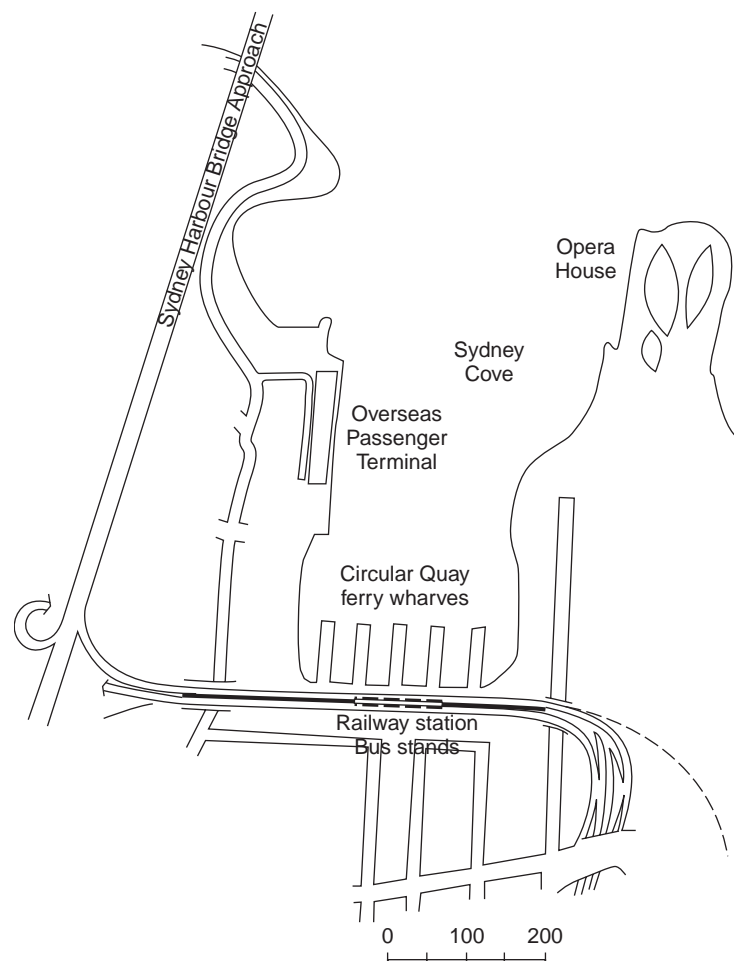 Sydney Harbour Bridge Approach
Opera
House
Sydney
Cove
Overseas
Passenger
Terminal
Circular Quay
ferry wharves
Railway station
Bus stands
0 100 200